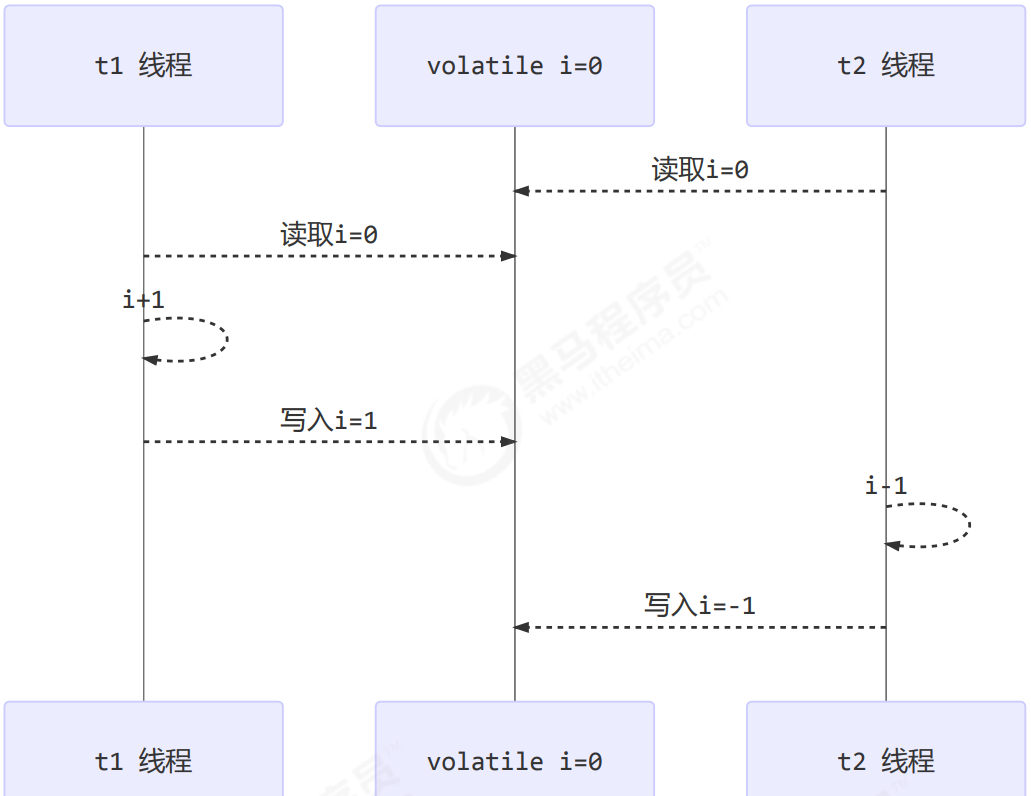 t1 线程
volatile i=0
t2 线程
读取i=0
读取i=0
i+1
写入i=1
i-1
写入i=-1
黑马程序员™
www.itheima.com
t1 线程
volatile i=0
t2 线程